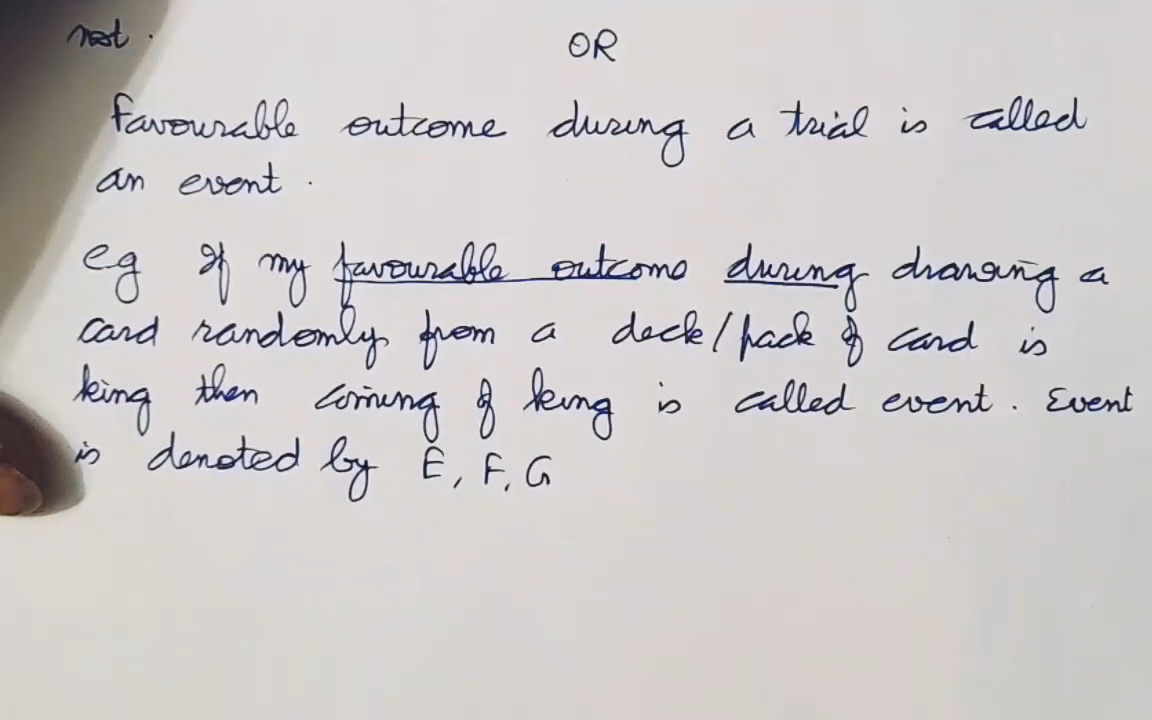 not.
OR
favourable outcome during a trial is called
an event.
eg If my favourable outcome during drawing a
card randomly from a deck/pack of card is
king then coming of king is called event. Event
is denoted by E, F, G